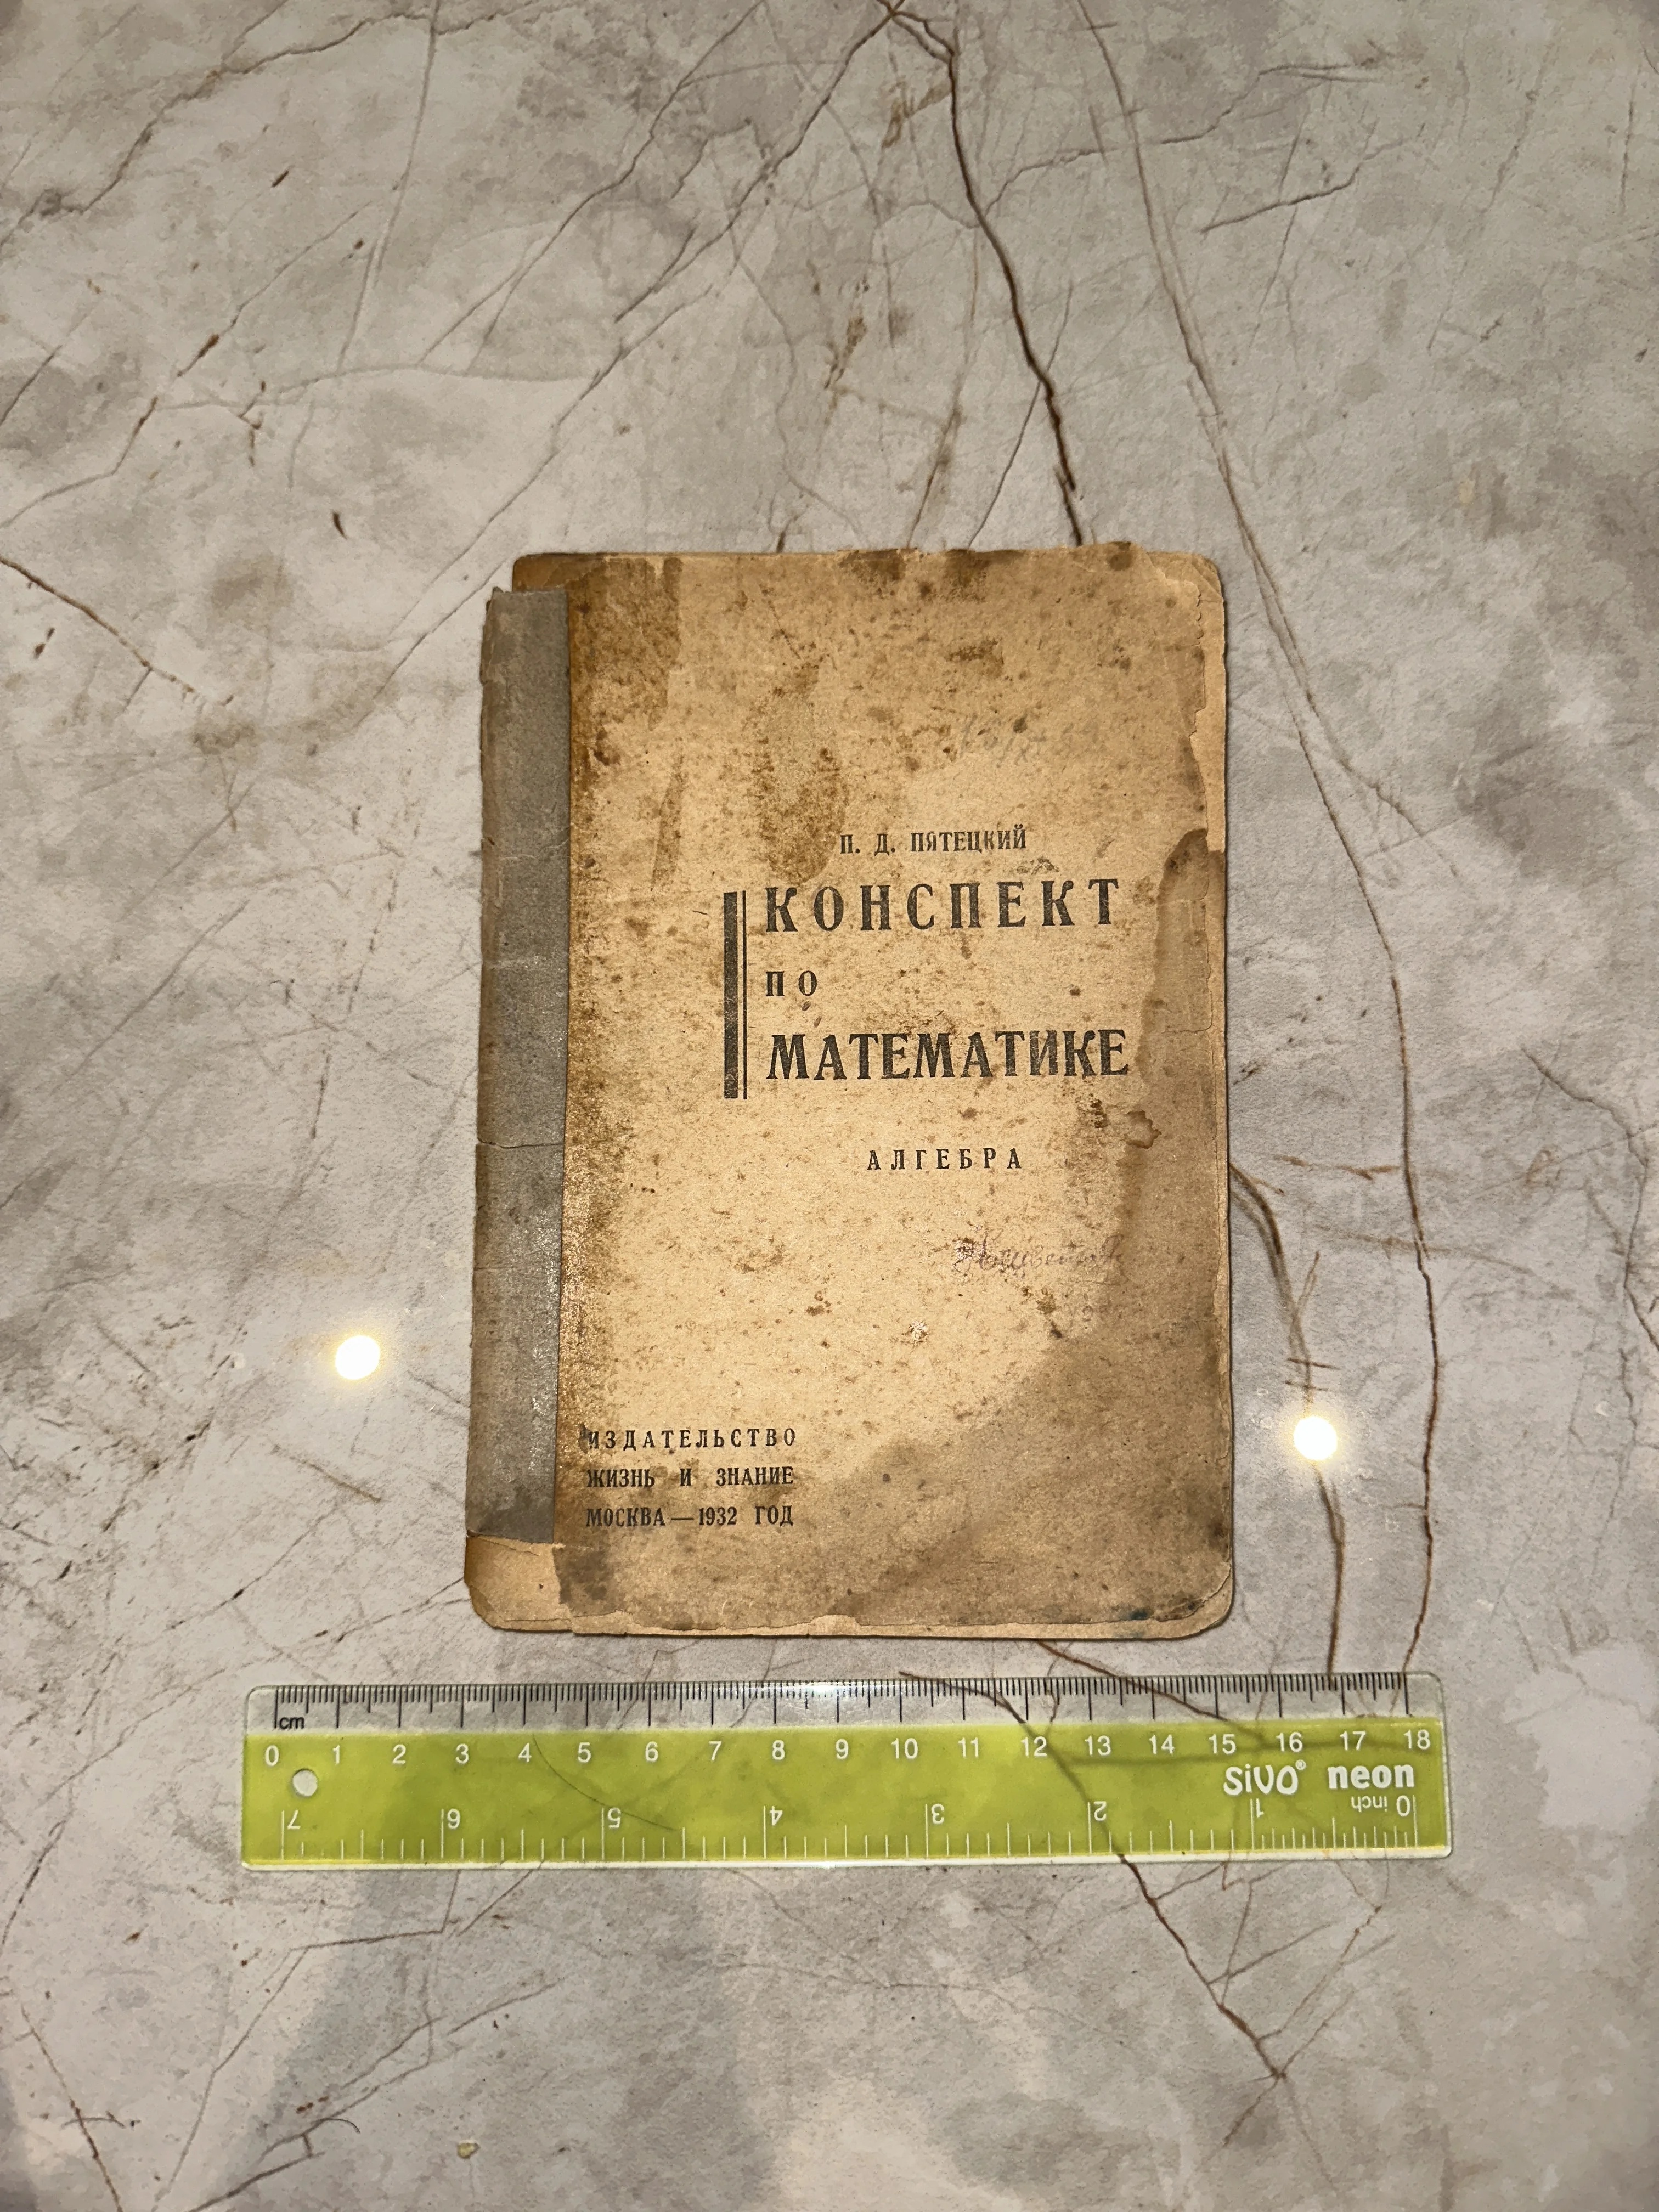 П. Д. ПЯТЕЦКИЙ
КОНСПЕКТ
ПО
МАТЕМАТИКЕ
АЛГЕБРА
ИЗДАТЕЛЬСТВО
ЖИЗНЬ И ЗНАНИЕ
МОСКВА — 1932 ГОД
cm
0 1 2 3 4 5 6 7 8 9 10 11 12 13 14 15 16 17 18
SiVO® neon
7 6 5 4 3 2 1 0 inch